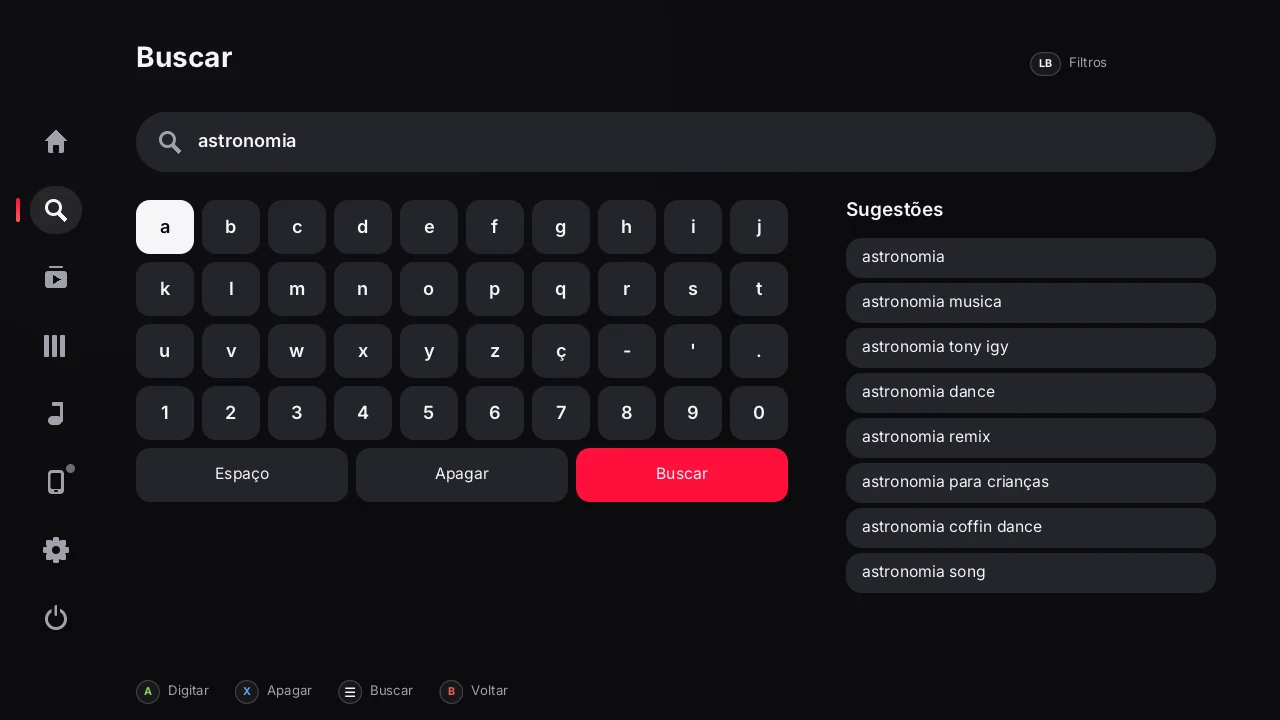 Buscar
LB Filtros
astronomia
a b c d e f g h i j
k l m n o p q r s t
u v w x y z ç - ' .
1 2 3 4 5 6 7 8 9 0
Espaço Apagar Buscar
Sugestões
astronomia
astronomia musica
astronomia tony igy
astronomia dance
astronomia remix
astronomia para crianças
astronomia coffin dance
astronomia song
A Digitar X Apagar ☰ Buscar B Voltar